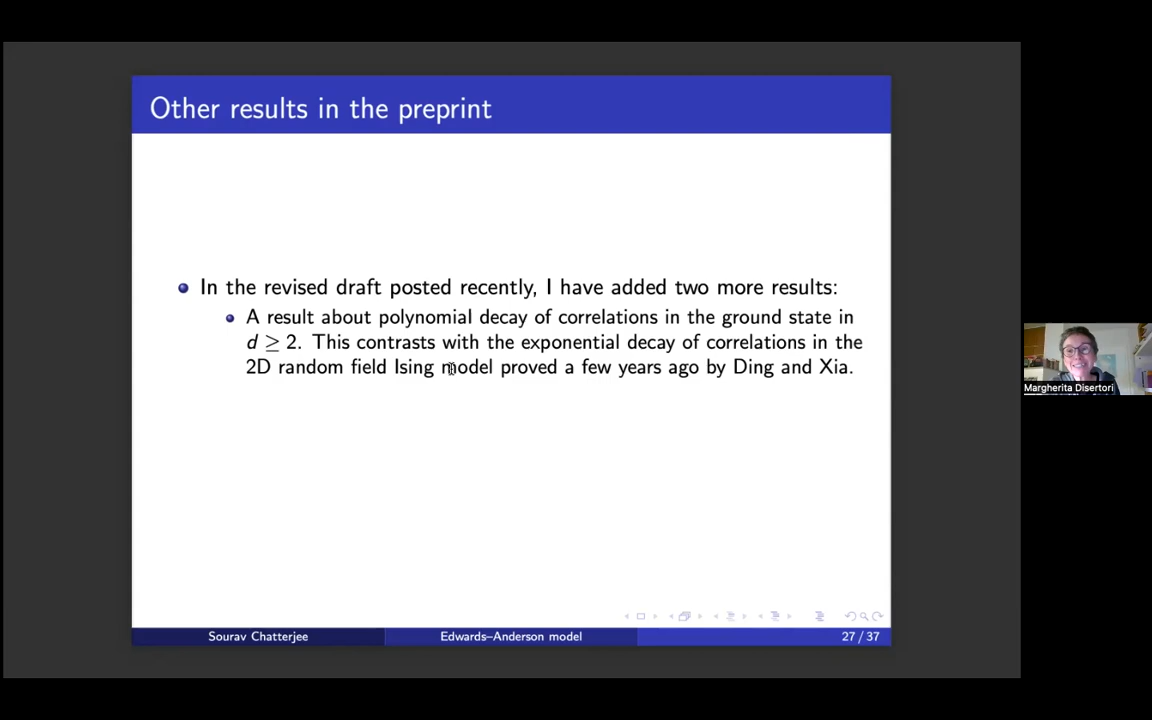 Other results in the preprint
In the revised draft posted recently, I have added two more results:
A result about polynomial decay of correlations in the ground state in
d ≥ 2. This contrasts with the exponential decay of correlations in the
2D random field Ising model proved a few years ago by Ding and Xia.
Sourav Chatterjee
Edwards–Anderson model
27 / 37
Margherita Disertori